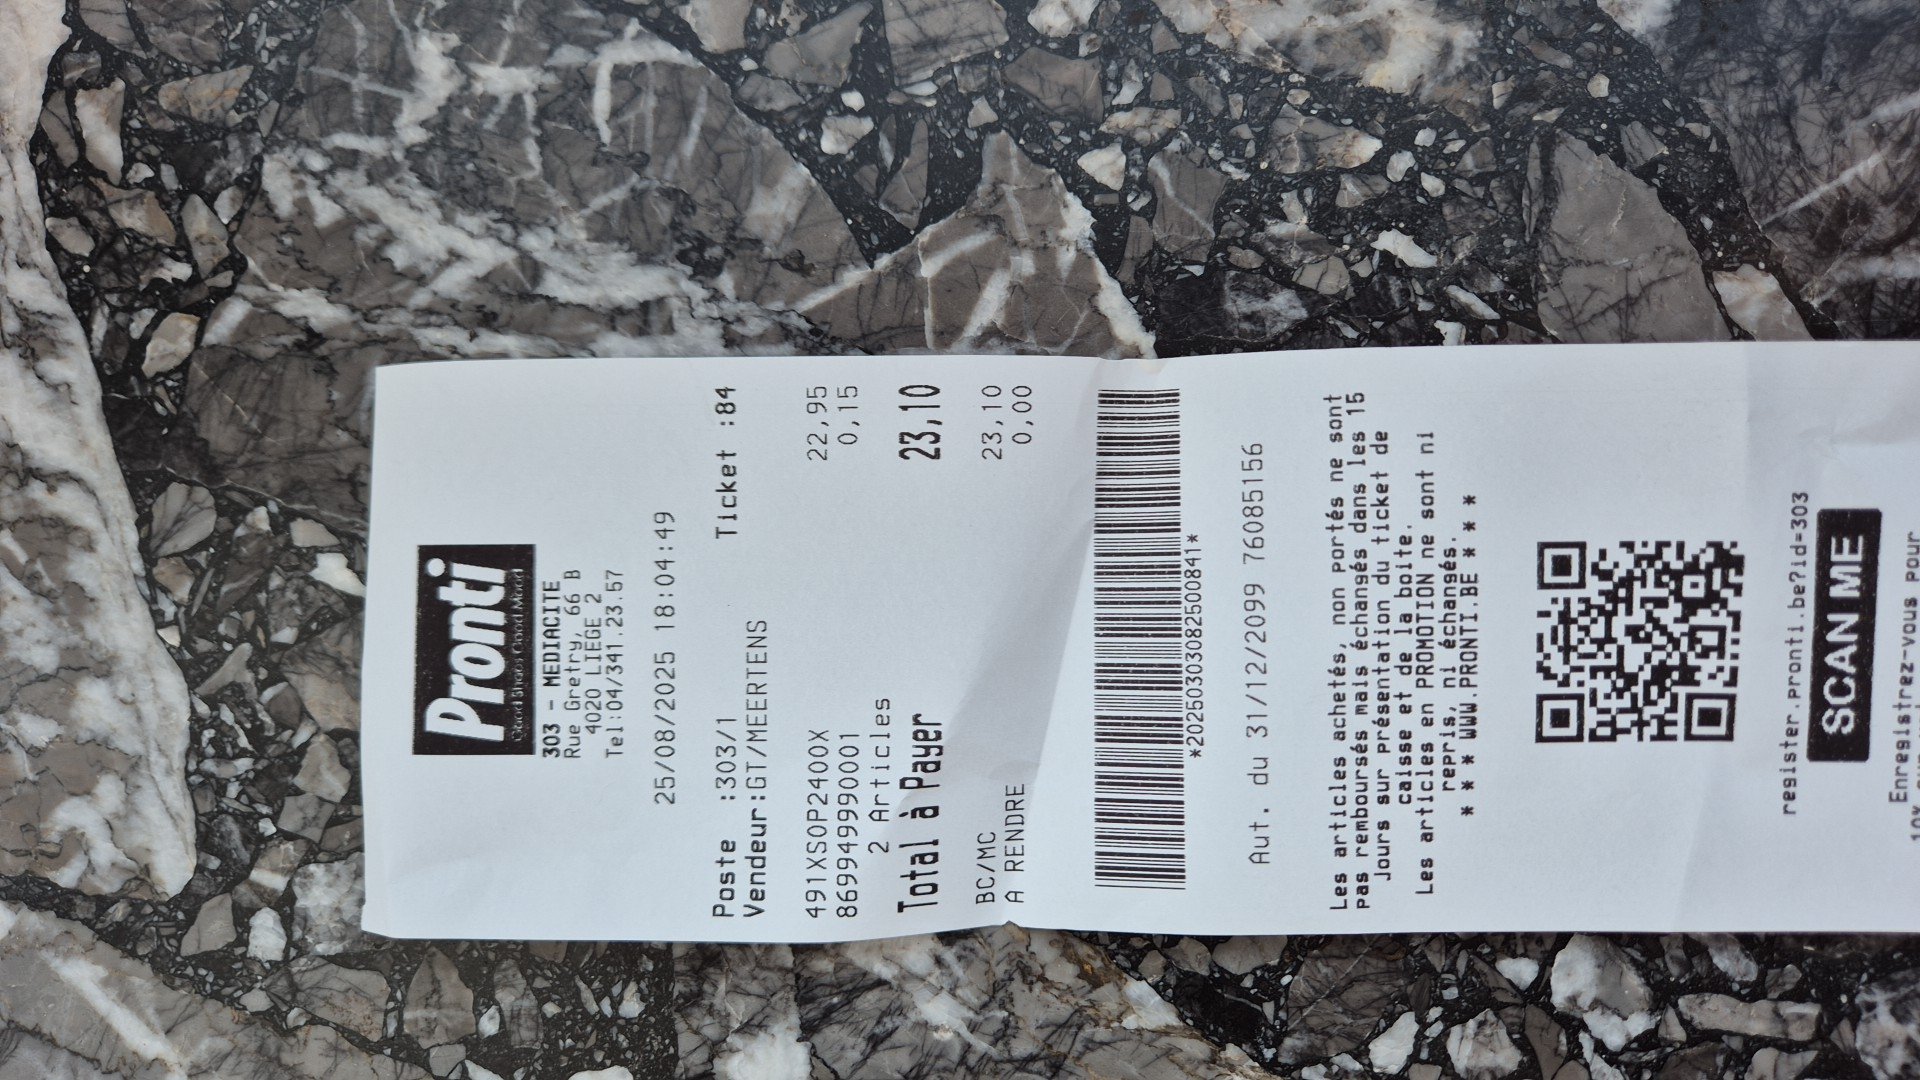 Pronti
Good Shoes Good Mood
303 - MEDIACITE
Rue Gretry, 66 B
4020 LIEGE 2
Tel:04/341.23.57
25/08/2025 18:04:49
Poste :303/1 Ticket :84
Vendeur:GT/MEERTENS
491XSOP2400X 22,95
8699499990001 0,15
2 Articles
Total à Payer 23,10
BC/MC 23,10
A RENDRE 0,00
*20250303082500841*
Aut. du 31/12/2099 76085156
Les articles achetés, non portés ne sont
pas remboursés mais échangés dans les 15
Jours sur présentation du ticket de
caisse et de la boite.
Les articles en PROMOTION ne sont ni
repris, ni échangés.
* * * WWW.PRONTI.BE * * *
register.pronti.be?id=303
SCAN ME
Enregistrez-vous pour
10%